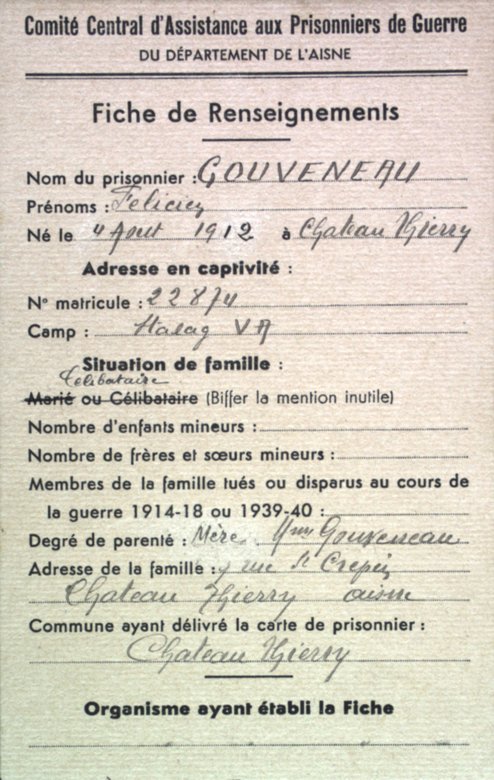 Comité Central d'Assistance aux Prisonniers de Guerre
DU DÉPARTEMENT DE L'AISNE
Fiche de Renseignements
Nom du prisonnier : GOUVENEAU
Prénoms : Félicien
Né le 4 Aout 1912 à Chateau Thierry
Adresse en captivité :
N° matricule : 22874
Camp : Stalag VA
Situation de famille :
Célibataire
Marié ou Célibataire (Biffer la mention inutile)
Nombre d'enfants mineurs :
Nombre de frères et sœurs mineurs :
Membres de la famille tués ou disparus au cours de
la guerre 1914-18 ou 1939-40 :
Degré de parenté : Mère. Mme Gouveneau
Adresse de la famille : rue St Crepin
Chateau Thierry aisne
Commune ayant délivré la carte de prisonnier :
Chateau Thierry
Organisme ayant établi la Fiche